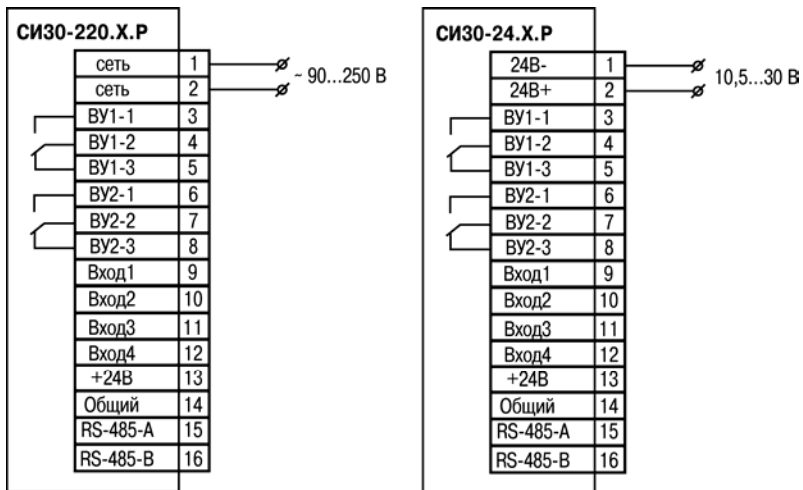 СИ30-220.Х.Р
сеть 1
сеть 2
~ 90...250 В
ВУ1-1 3
ВУ1-2 4
ВУ1-3 5
ВУ2-1 6
ВУ2-2 7
ВУ2-3 8
Вход1 9
Вход2 10
Вход3 11
Вход4 12
+24В 13
Общий 14
RS-485-A 15
RS-485-B 16
СИ30-24.Х.Р
24В- 1
24В+ 2
10,5...30 В
ВУ1-1 3
ВУ1-2 4
ВУ1-3 5
ВУ2-1 6
ВУ2-2 7
ВУ2-3 8
Вход1 9
Вход2 10
Вход3 11
Вход4 12
+24В 13
Общий 14
RS-485-A 15
RS-485-B 16